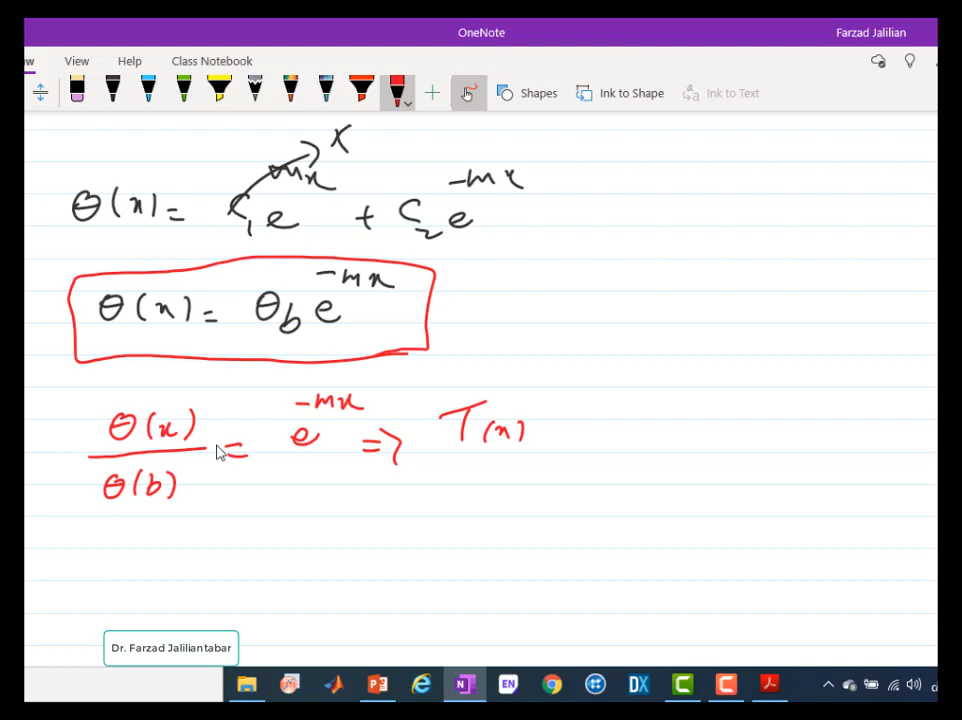 OneNote
Farzad Jalilian
View Help Class Notebook
Shapes Ink to Shape Ink to Text
X
θ(x) = C₁e^mx + C₂e^-mx
θ(x) = θb e^-mx
θ(x)/θ(b) = e^-mx => T(x)
Dr. Farzad Jaliliantabar
N EN DX C C